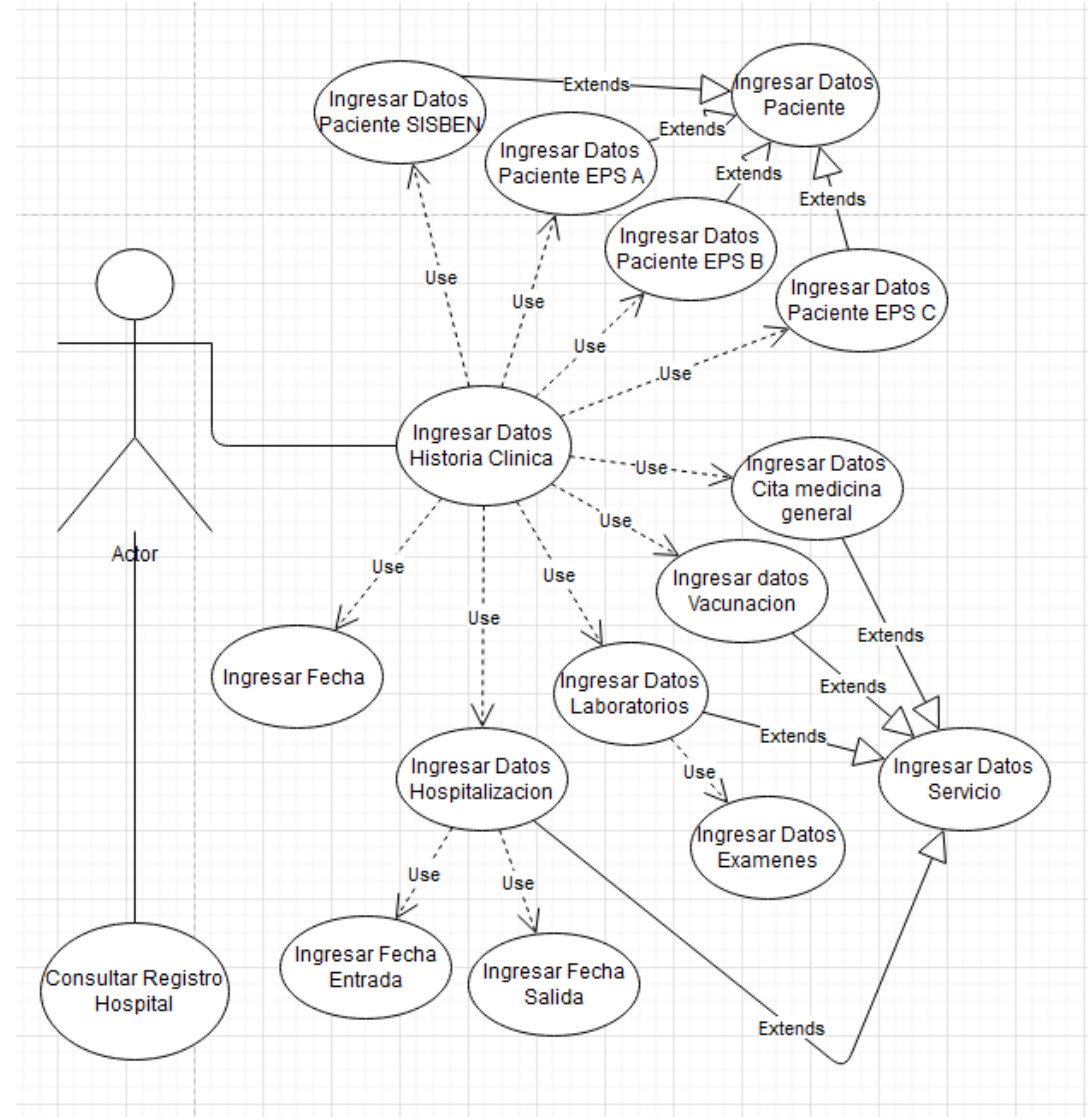 Extends
Ingresar Datos
Paciente
Ingresar Datos
Paciente SISBEN
Extends
Ingresar Datos
Paciente EPS A
Extends
Extends
Ingresar Datos
Paciente EPS B
Use
Use
Ingresar Datos
Paciente EPS C
Use
Use
Ingresar Datos
Historia Clinica
Use
Ingresar Datos
Cita medicina
general
Use
Actor
Use
Use
Ingresar datos
Vacunacion
Use
Extends
Ingresar Fecha
Ingresar Datos
Laboratorios
Extends
Extends
Ingresar Datos
Hospitalizacion
Use
Ingresar Datos
Servicio
Ingresar Datos
Examenes
Use
Use
Ingresar Fecha
Entrada
Ingresar Fecha
Salida
Consultar Registro
Hospital
Extends